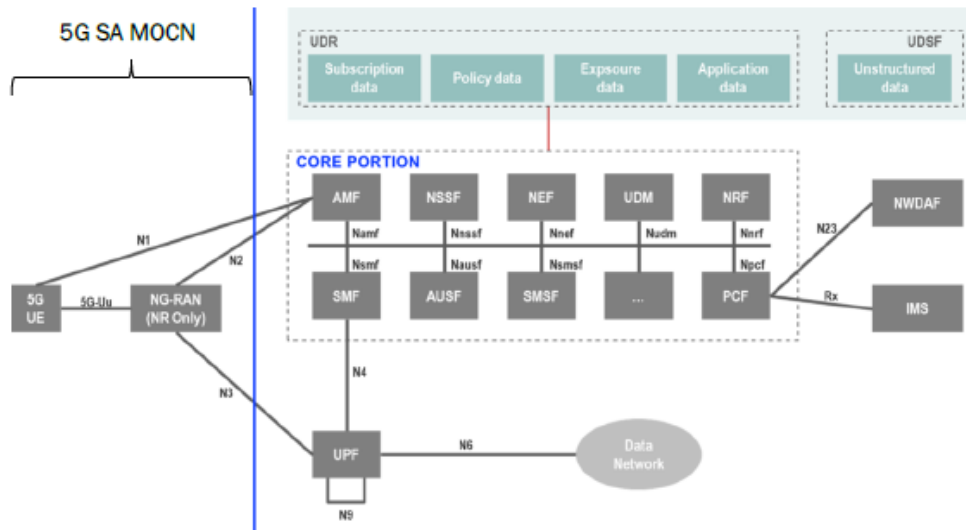 5G SA MOCN
UDR
UDSF
Subscription
data
Policy data
Expsoure
data
Application
data
Unstructured
data
CORE PORTION
AMF
NSSF
NEF
UDM
NRF
NWDAF
N1
N2
Namf
Nnssf
Nnef
Nudm
Nnrf
N23
Nsmf
Nausf
Nsmsf
Npcf
5G
UE
5G-Uu
NG-RAN
(NR Only)
SMF
AUSF
SMSF
...
PCF
Rx
IMS
N3
N4
UPF
N6
Data
Network
N9